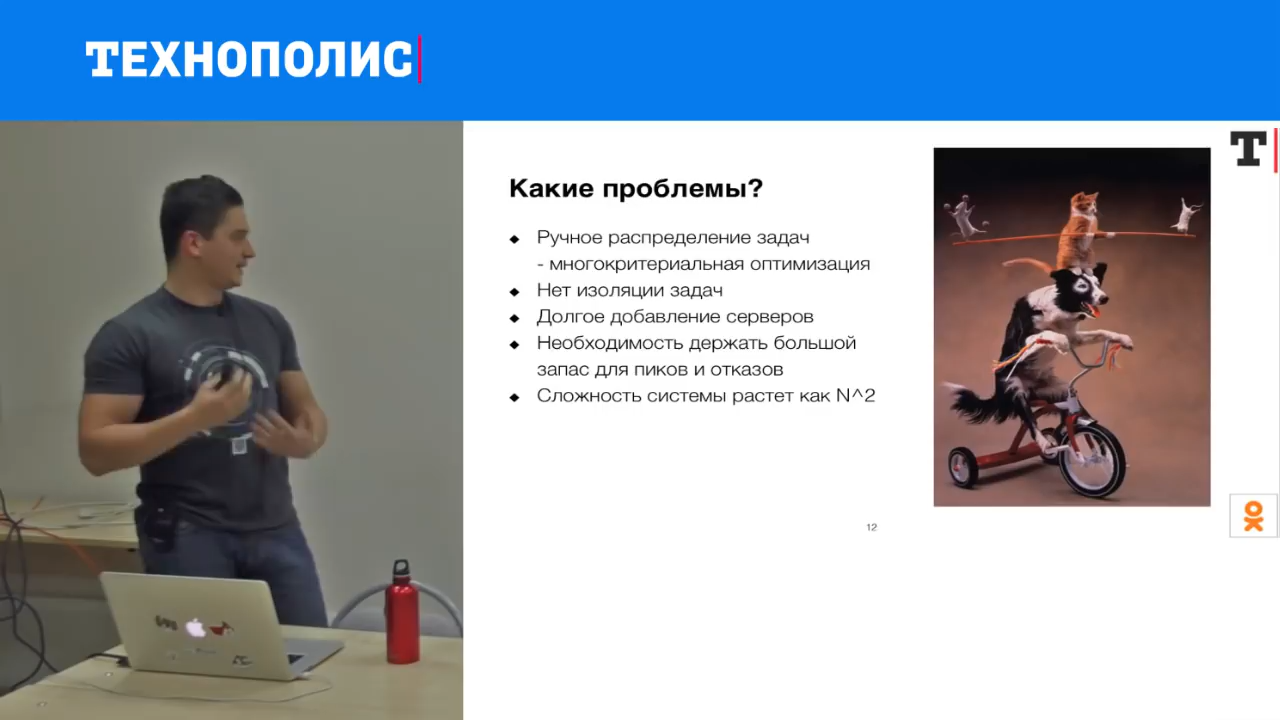 ТЕХНОПОЛИС
Т
Какие проблемы?
Ручное распределение задач
- многокритериальная оптимизация
Нет изоляции задач
Долгое добавление серверов
Необходимость держать большой
запас для пиков и отказов
Сложность системы растет как N^2
12